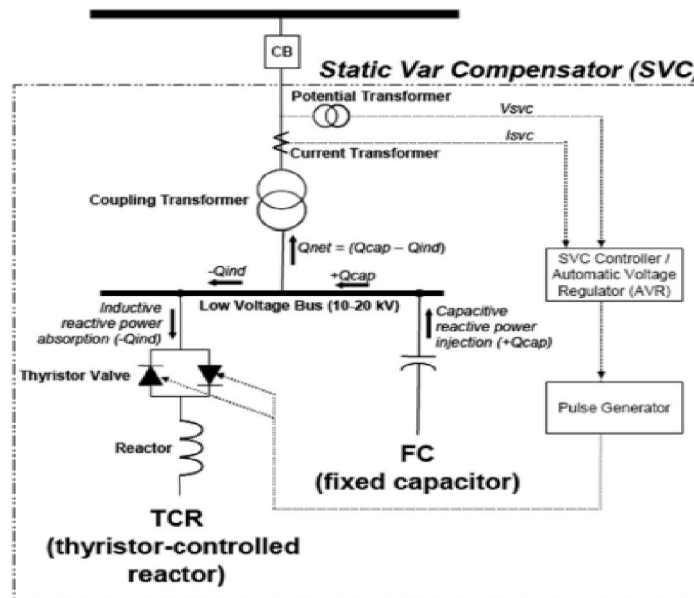 CB
Static Var Compensator (SVC)
Potential Transformer
Vsvc
Isvc
Current Transformer
Coupling Transformer
Qnet = (Qcap – Qind)
-Qind
+Qcap
SVC Controller /
Automatic Voltage
Regulator (AVR)
Low Voltage Bus (10-20 kV)
Inductive
reactive power
absorption (-Qind)
Capacitive
reactive power
injection (+Qcap)
Thyristor Valve
Pulse Generator
Reactor
FC
(fixed capacitor)
TCR
(thyristor-controlled
reactor)